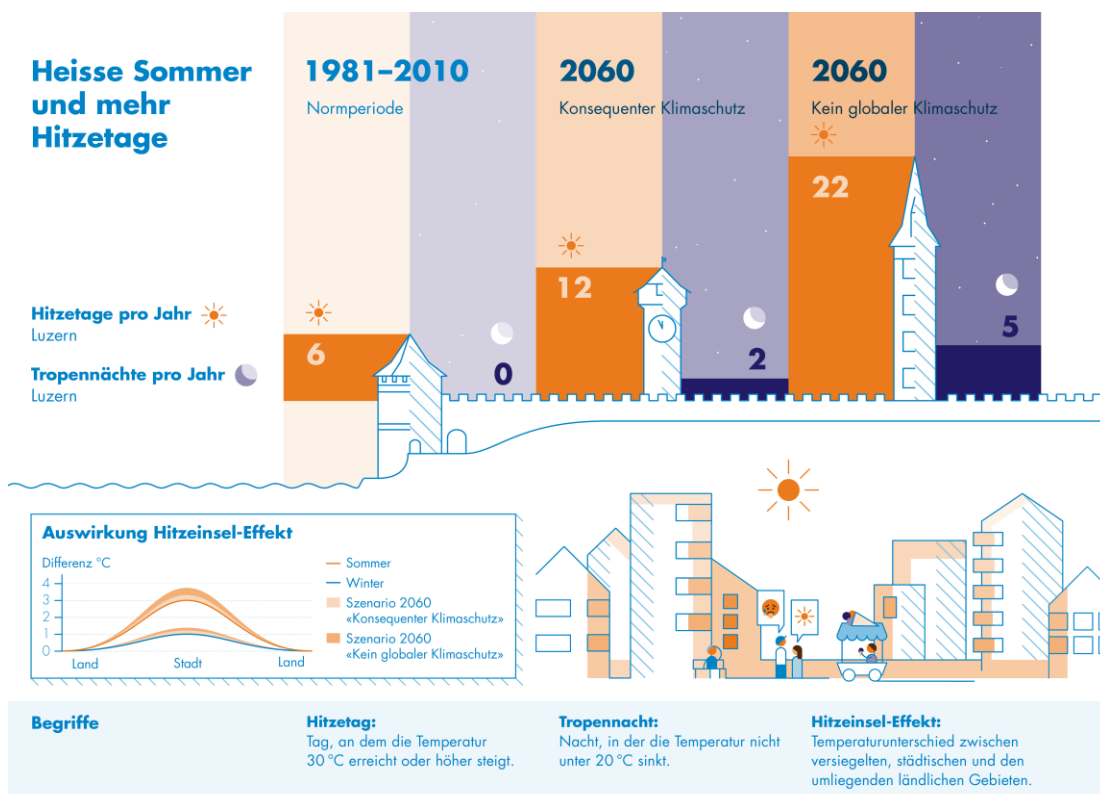 Heisse Sommer
und mehr
Hitzetage
1981–2010
Normperiode
2060
Konsequenter Klimaschutz
2060
Kein globaler Klimaschutz
22
12
6
0
2
5
Hitzetage pro Jahr
Luzern
Tropennächte pro Jahr
Luzern
Auswirkung Hitzeinsel-Effekt
Differenz °C
4
3
2
1
0
Land
Stadt
Land
Sommer
Winter
Szenario 2060
«Konsequenter Klimaschutz»
Szenario 2060
«Kein globaler Klimaschutz»
Begriffe
Hitzetag:
Tag, an dem die Temperatur
30 °C erreicht oder höher steigt.
Tropennacht:
Nacht, in der die Temperatur nicht
unter 20 °C sinkt.
Hitzeinsel-Effekt:
Temperaturunterschied zwischen
versiegelten, städtischen und den
umliegenden ländlichen Gebieten.